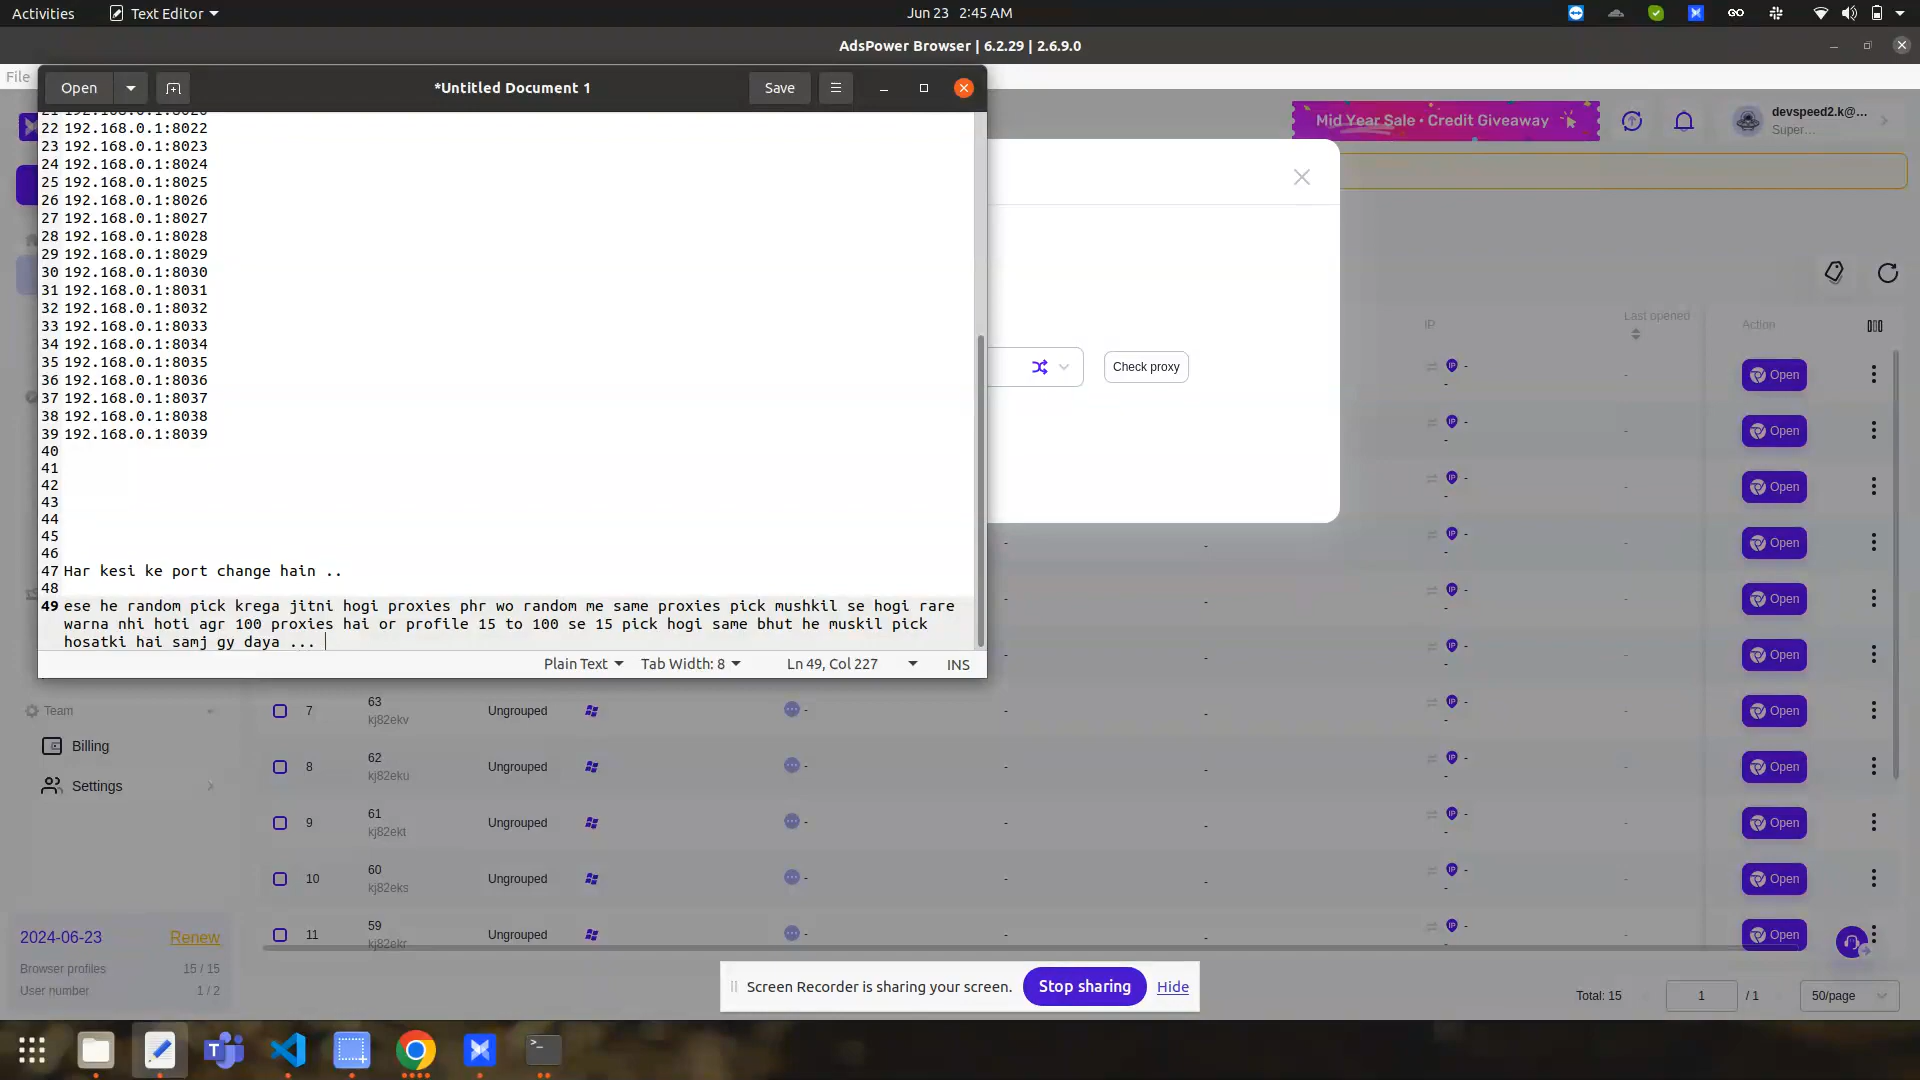 Activities
Text Editor
Jun 23 2:45 AM
AdsPower Browser | 6.2.29 | 2.6.9.0
File
Open
*Untitled Document 1
Save
22 192.168.0.1:8022
23 192.168.0.1:8023
24 192.168.0.1:8024
25 192.168.0.1:8025
26 192.168.0.1:8026
27 192.168.0.1:8027
28 192.168.0.1:8028
29 192.168.0.1:8029
30 192.168.0.1:8030
31 192.168.0.1:8031
32 192.168.0.1:8032
33 192.168.0.1:8033
34 192.168.0.1:8034
35 192.168.0.1:8035
36 192.168.0.1:8036
37 192.168.0.1:8037
38 192.168.0.1:8038
39 192.168.0.1:8039
40
41
42
43
44
45
46
47 Har kesi ke port change hain ..
48
49 ese he random pick krega jitni hogi proxies phr wo random me same proxies pick mushkil se hogi rare
warna nhi hoti agr 100 proxies hai or profile 15 to 100 se 15 pick hogi same bhut he muskil pick
hosatki hai samj gy daya ...
Plain Text
Tab Width: 8
Ln 49, Col 227
INS
Mid Year Sale • Credit Giveaway
devspeed2.k@...
Super...
Check proxy
IP
Last opened
Action
Open
Open
Open
Open
Open
Open
Team
Billing
Settings
7 63 Ungrouped - - - - - Open
kj82ekv
8 62 Ungrouped - - - - - Open
kj82eku
9 61 Ungrouped - - - - - Open
kj82ekt
10 60 Ungrouped - - - - - Open
kj82eks
11 59 Ungrouped - - - - - Open
kj82ekr
2024-06-23 Renew
Browser profiles 15 / 15
User number 1 / 2
Screen Recorder is sharing your screen.
Stop sharing
Hide
Total: 15
1
/ 1
50/page